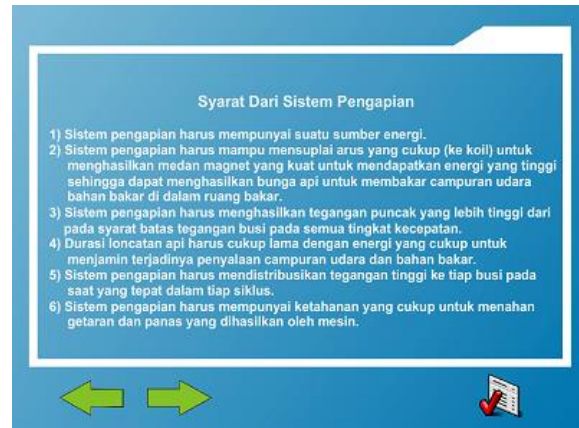 Syarat Dari Sistem Pengapian
1) Sistem pengapian harus mempunyai suatu sumber energi.
2) Sistem pengapian harus mampu mensuplai arus yang cukup (ke koil) untuk
menghasilkan medan magnet yang kuat untuk mendapatkan energi yang tinggi
sehingga dapat menghasilkan bunga api untuk membakar campuran udara
bahan bakar di dalam ruang bakar.
3) Sistem pengapian harus menghasilkan tegangan puncak yang lebih tinggi dari
pada syarat batas tegangan busi pada semua tingkat kecepatan.
4) Durasi loncatan api harus cukup lama dengan energi yang cukup untuk
menjamin terjadinya penyalaan campuran udara dan bahan bakar.
5) Sistem pengapian harus mendistribusikan tegangan tinggi ke tiap busi pada
saat yang tepat dalam tiap siklus.
6) Sistem pengapian harus mempunyai ketahanan yang cukup untuk menahan
getaran dan panas yang dihasilkan oleh mesin.